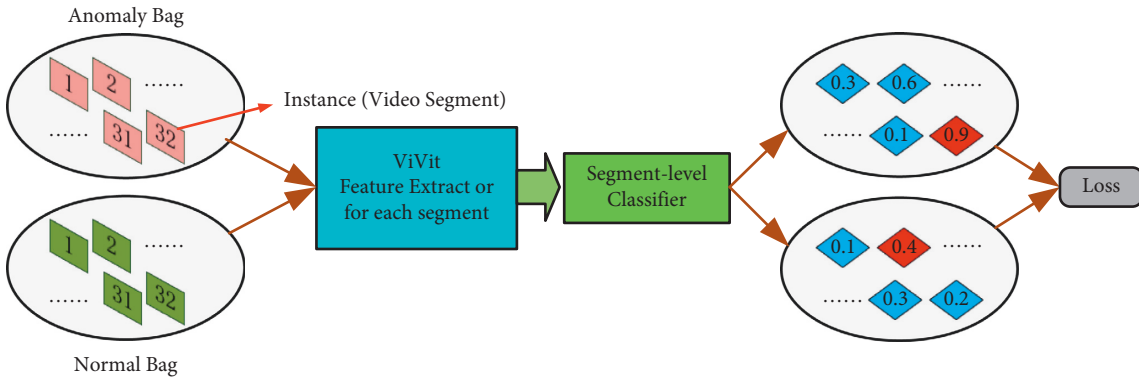 Anomaly Bag
1 2 ......
...... 31 32
Instance (Video Segment)
ViVit
Feature Extract or
for each segment
Segment-level
Classifier
0.3 0.6 ......
...... 0.1 0.9
Loss
1 2 ......
...... 31 32
Normal Bag
0.1 0.4 ......
...... 0.3 0.2